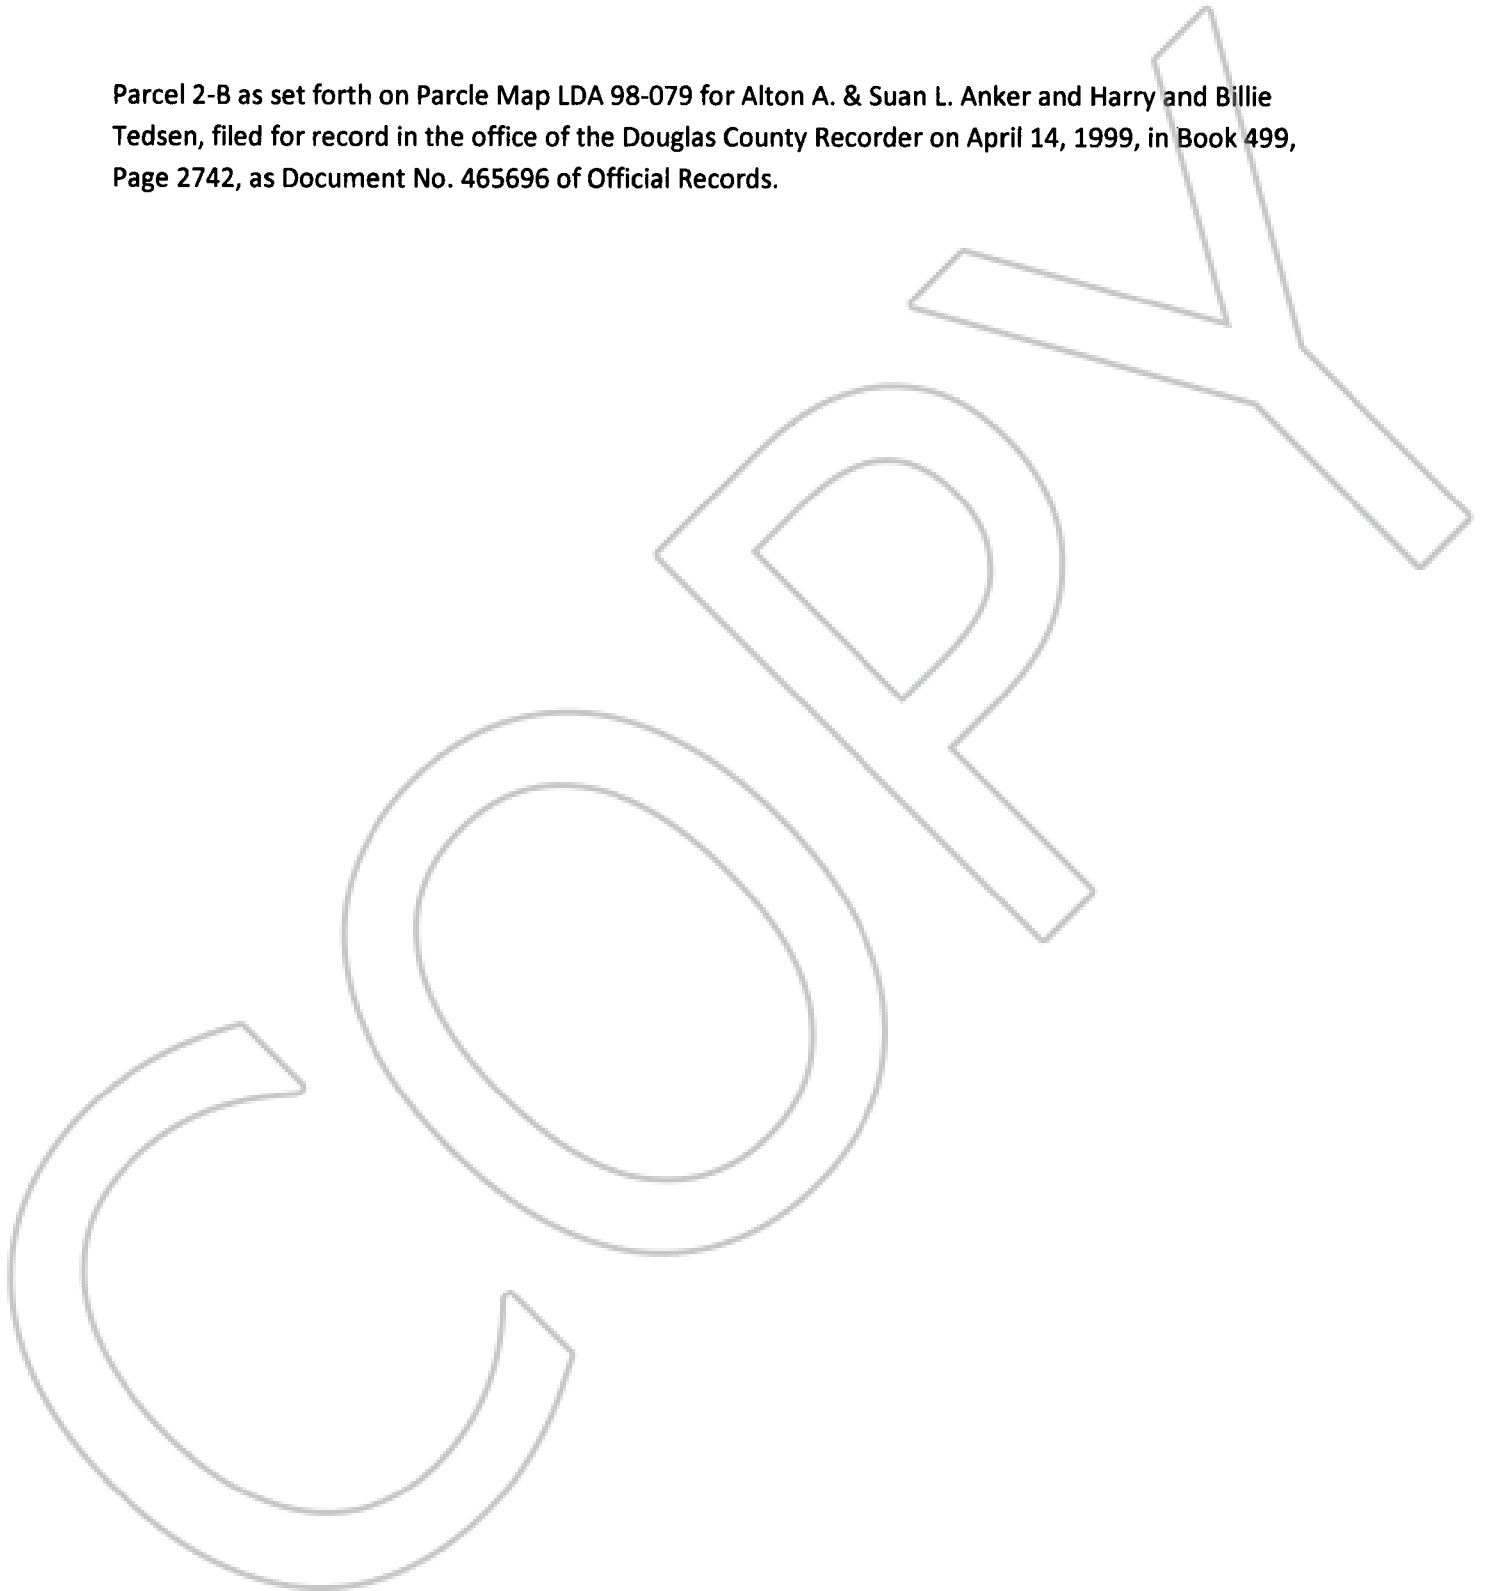 Parcel 2-B as set forth on Parcle Map LDA 98-079 for Alton A. & Suan L. Anker and Harry and Billie
Tedsen, filed for record in the office of the Douglas County Recorder on April 14, 1999, in Book 499,
Page 2742, as Document No. 465696 of Official Records.
COPY